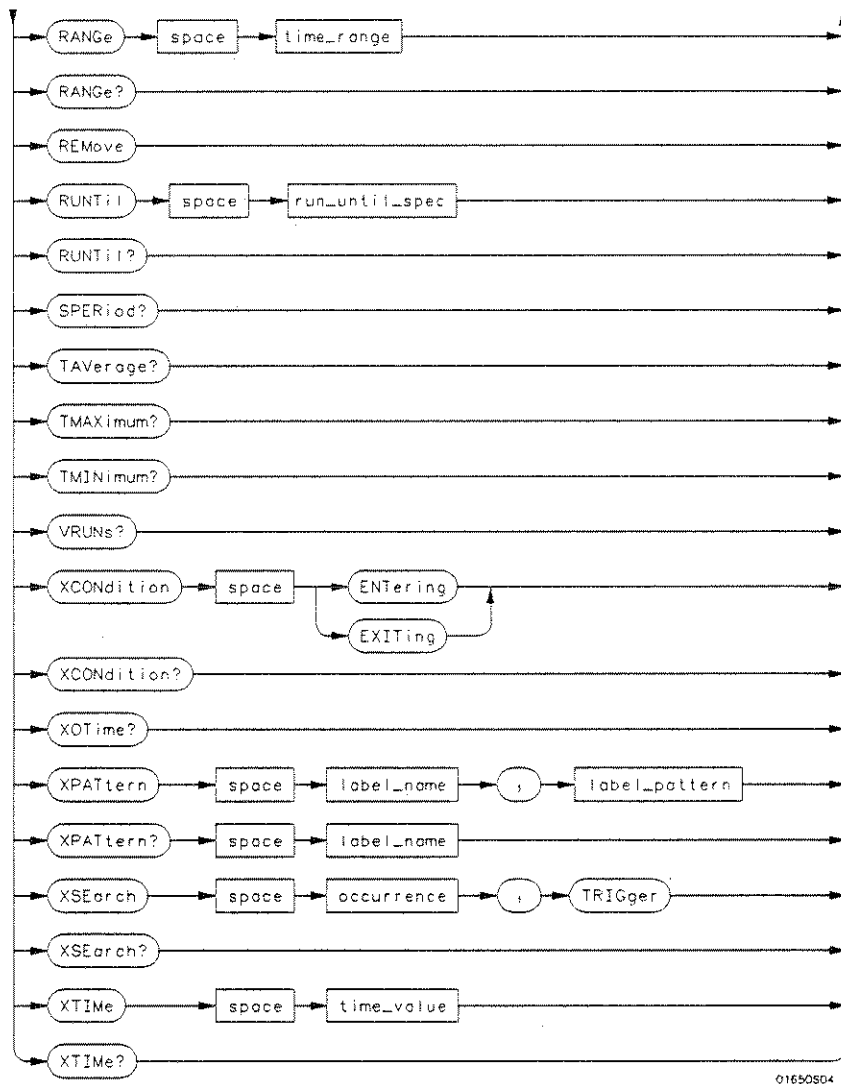 RANGe space time_range
RANGe?
REMove
RUNTil space run_until_spec
RUNTil?
SPERiod?
TAVerage?
TMAXimum?
TMINimum?
VRUNs?
XCONdition space ENTering
EXITing
XCONdition?
XOTime?
XPATtern space label_name , label_pattern
XPATtern? space label_name
XSEarch space occurrence , TRIGger
XSEarch?
XTIMe space time_value
XTIMe?
01650S04